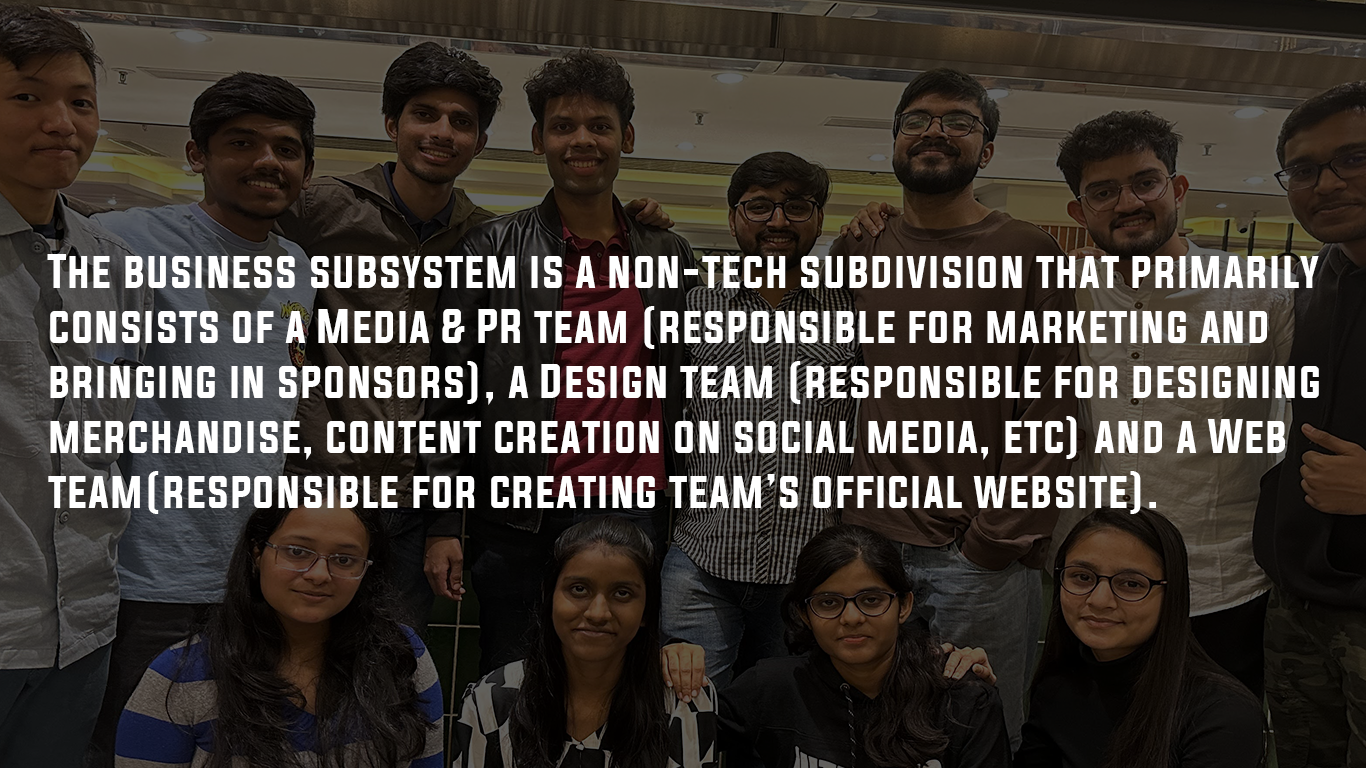 The business subsystem is a non-tech subdivision that primarily
consists of a Media & PR team (responsible for marketing and
bringing in sponsors), a Design team (responsible for designing
merchandise, content creation on social media, etc) and a Web
team(responsible for creating team's official website).